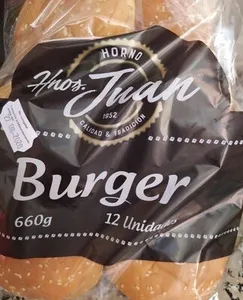 HORNO
Hnos. Juan
1952
CALIDAD & TRADICIÓN
Burger
660g
12 Unidades